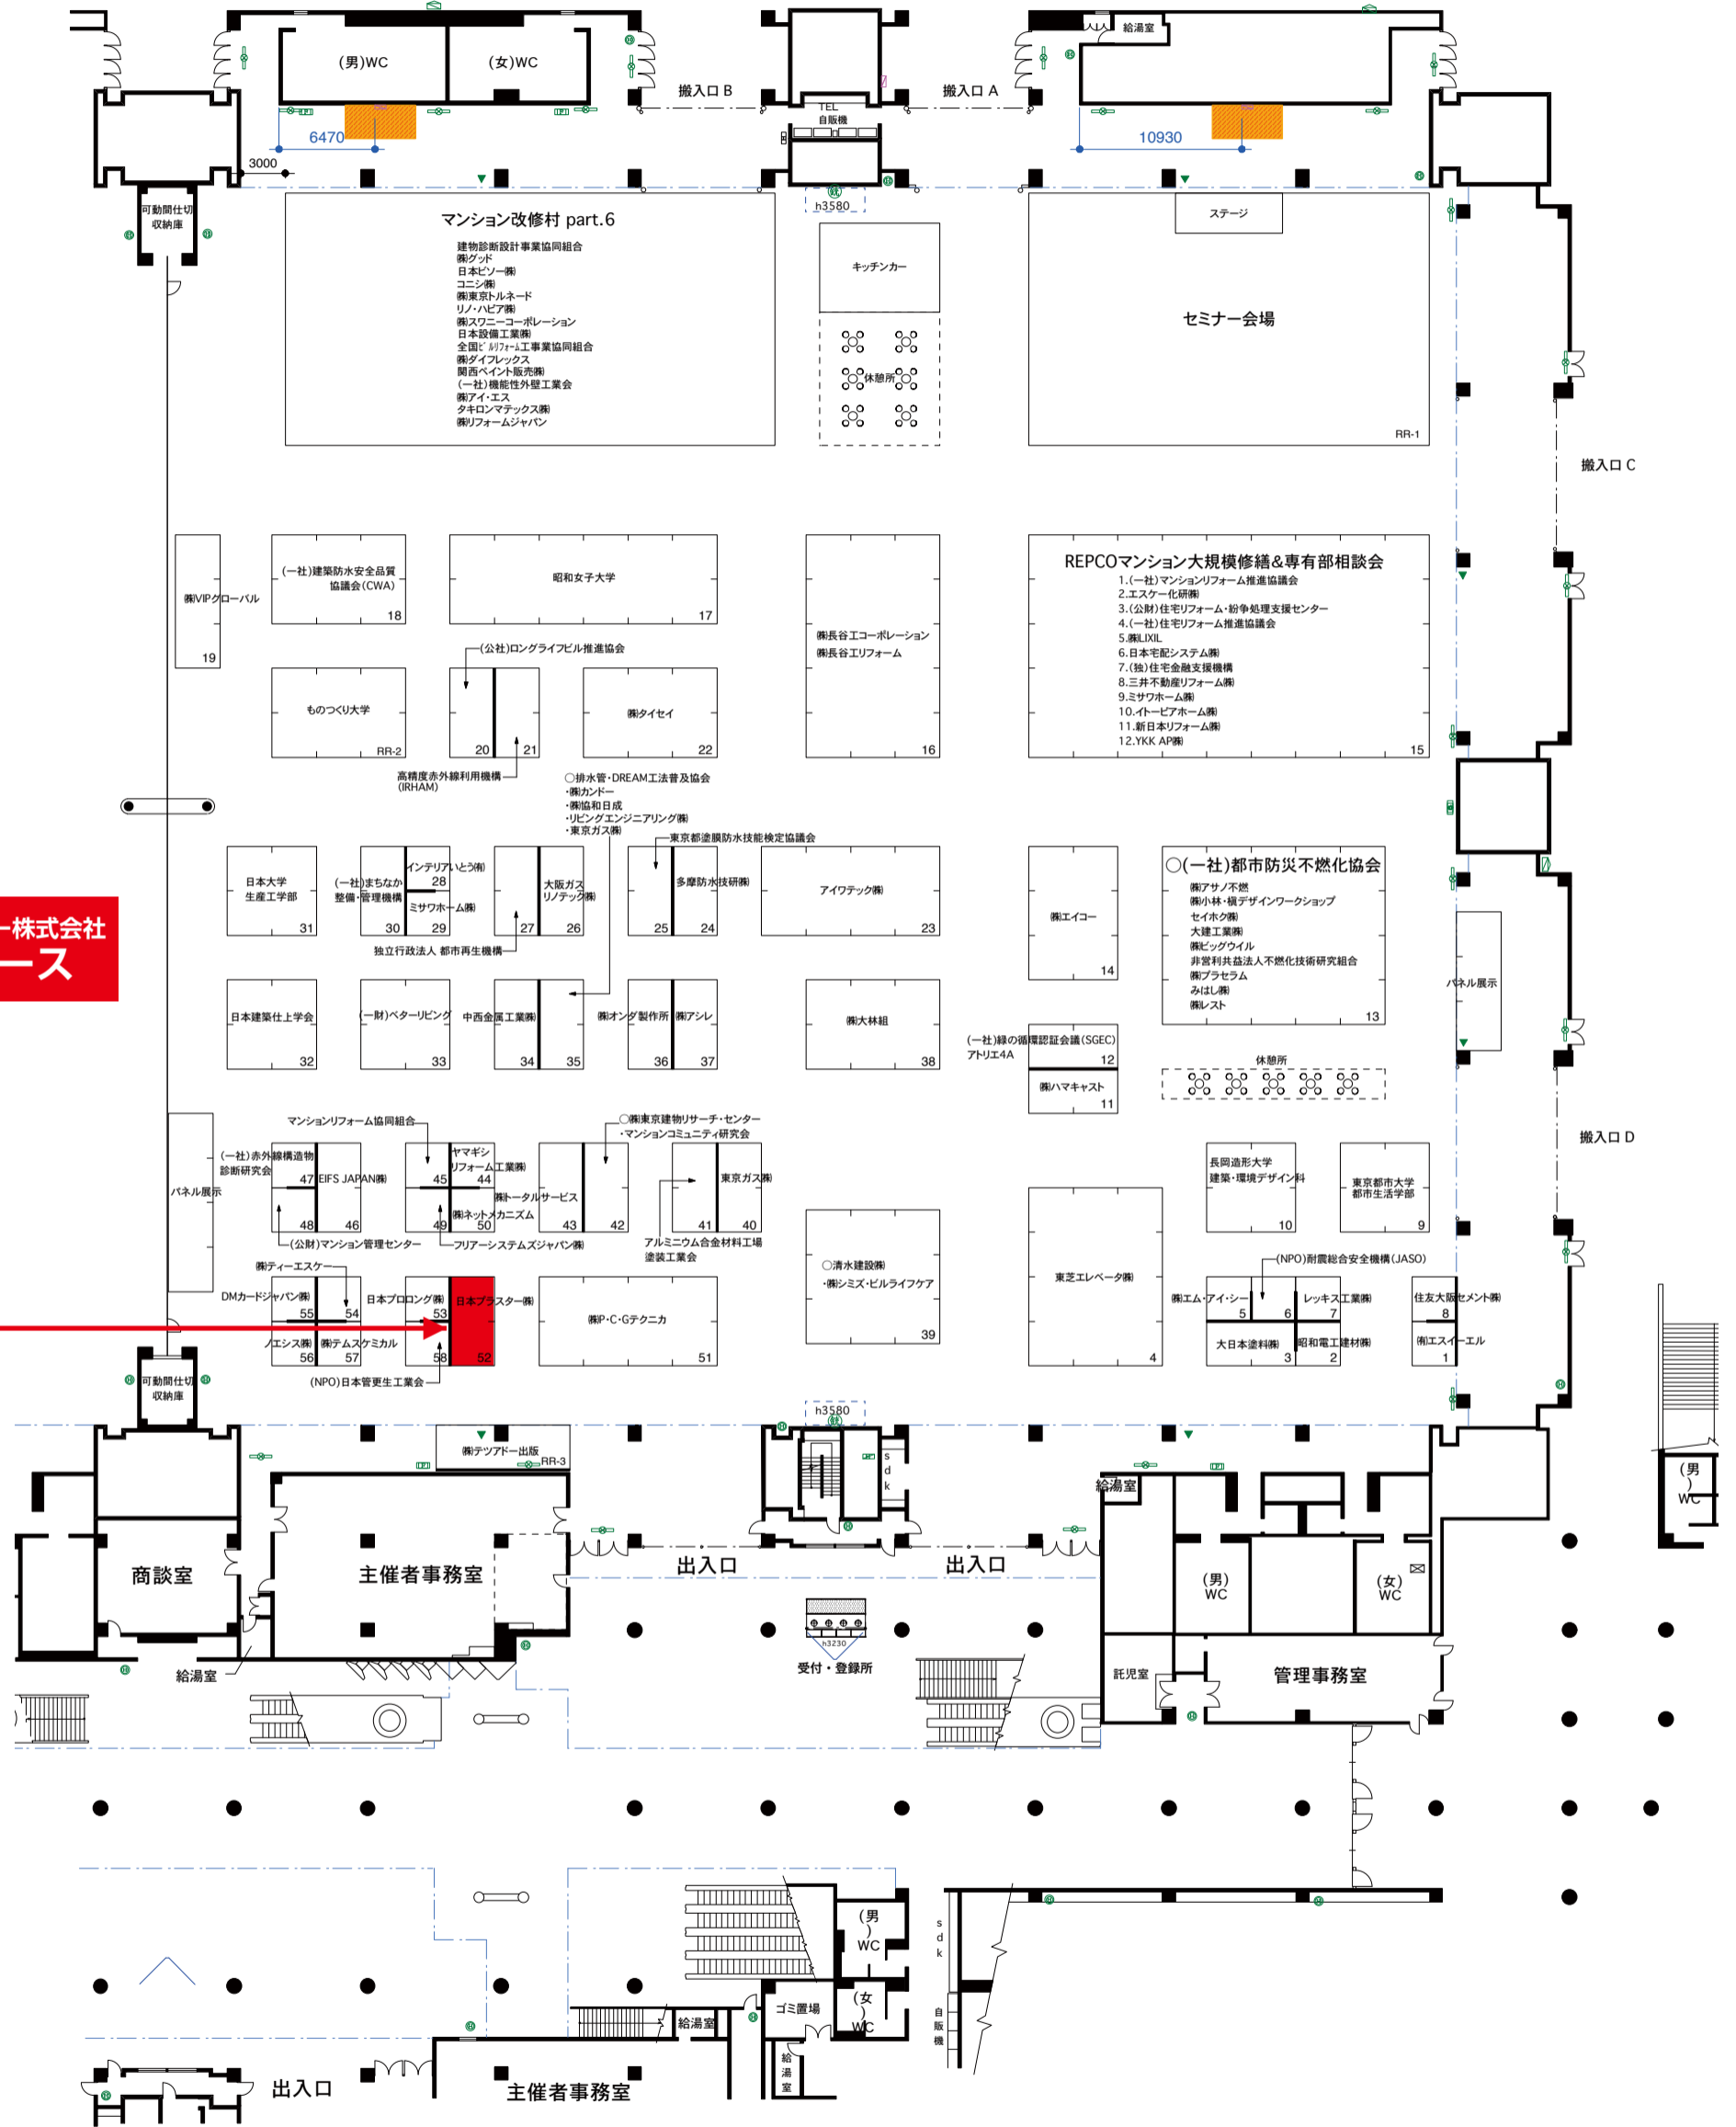 (男)WC
(女)WC
搬入口 B
TEL
自販機
搬入口 A
給湯室
6470
10930
3000
可動間仕切
収納庫
h3580
マンション改修村 part.6
建物診断設計事業協同組合
㈱グッド
日本ビソー㈱
コニシ㈱
㈱東京トルネード
リノ・ハピア㈱
㈱スワニーコーポレーション
日本設備工業㈱
全国ビルリフォーム工事業協同組合
㈱ダイフレックス
関西ペイント販売㈱
(一社)機能性外壁工業会
㈱アイ・エス
タキロンマテックス㈱
㈱リフォームジャパン
キッチンカー
休憩所
ステージ
セミナー会場
RR-1
搬入口 C
㈱VIPグローバル
19
(一社)建築防水安全品質
協議会(CWA)
18
昭和女子大学
17
㈱長谷工コーポレーション
㈱長谷工リフォーム
16
REPCOマンション大規模修繕&専有部相談会
1.(一社)マンションリフォーム推進協議会
2.エスケー化研㈱
3.(公財)住宅リフォーム・紛争処理支援センター
4.(一社)住宅リフォーム推進協議会
5.㈱LIXIL
6.日本宅配システム㈱
7.(独)住宅金融支援機構
8.三井不動産リフォーム㈱
9.ミサワホーム㈱
10.イトーピアホーム㈱
11.新日本リフォーム㈱
12.YKK AP㈱
15
(公社)ロングライフビル推進協会
ものつくり大学
RR-2
20
21
㈱タイセイ
22
高精度赤外線利用機構
(IRHAM)
○排水管・DREAM工法普及協会
・㈱カンドー
・㈱協和日成
・リビングエンジニアリング㈱
・東京ガス㈱
東京都塗膜防水技能検定協議会
日本大学
生産工学部
31
(一社)まちなか
整備・管理機構
30
インテリアいとう㈲
28
ミサワホーム㈱
29
27
大阪ガス
リノテック㈱
26
独立行政法人 都市再生機構
25
多摩防水技研㈱
24
アイワテック㈱
23
㈱エイコー
14
○(一社)都市防災不燃化協会
㈱アサノ不燃
㈱小林・槇デザインワークショップ
セイホク㈱
大建工業㈱
㈱ビッグウイル
非営利共益法人不燃化技術研究組合
㈱プラセラム
みはし㈱
㈱レスト
13
パネル展示
ー株式会社
ース
日本建築仕上学会
32
(一財)ベターリビング
33
中西金属工業㈱
34
35
㈱オンダ製作所
36
㈱アシレ
37
㈱大林組
38
(一社)緑の循環認証会議(SGEC)
アトリエ4A
12
㈱ハマキャスト
11
休憩所
搬入口 D
パネル展示
マンションリフォーム協同組合
(一社)赤外線構造物
診断研究会
47
EIFS JAPAN㈱
48
46
(公財)マンション管理センター
ヤマギシ
リフォーム工業㈱
45
44
㈱トータルサービス
㈱ネットメカニズム
49
50
フリアーシステムズジャパン㈱
○㈱東京建物リサーチ・センター
・マンションコミュニティ研究会
43
42
東京ガス㈱
41
40
アルミニウム合金材料工場
塗装工業会
○清水建設㈱
・㈱シミズ・ビルライフケア
39
東芝エレベータ㈱
4
長岡造形大学
建築・環境デザイン科
10
東京都市大学
都市生活学部
9
(NPO)耐震総合安全機構(JASO)
㈱エム・アイ・シー
5
6
レッキス工業㈱
7
大日本塗料㈱
3
昭和電工建材㈱
2
住友大阪セメント㈱
8
㈲エスイーエル
1
㈱ティーエスケー
DMカードジャパン㈱
55
54
ノエシス㈱
56
㈱テムスケミカル
57
日本プロロング㈱
53
58
日本プラスター㈱
52
(NPO)日本管更生工業会
㈱P・C・Gテクニカ
51
可動間仕切
収納庫
h3580
㈱テツアドー出版
RR-3
sdk
給湯室
(男)WC
商談室
主催者事務室
出入口
出入口
(男)
WC
(女)
WC
h3230
受付・登録所
給湯室
託児室
管理事務室
(男)
WC
sdk
(女)
WC
ゴミ置場
給湯室
給湯室
自販機
出入口
主催者事務室